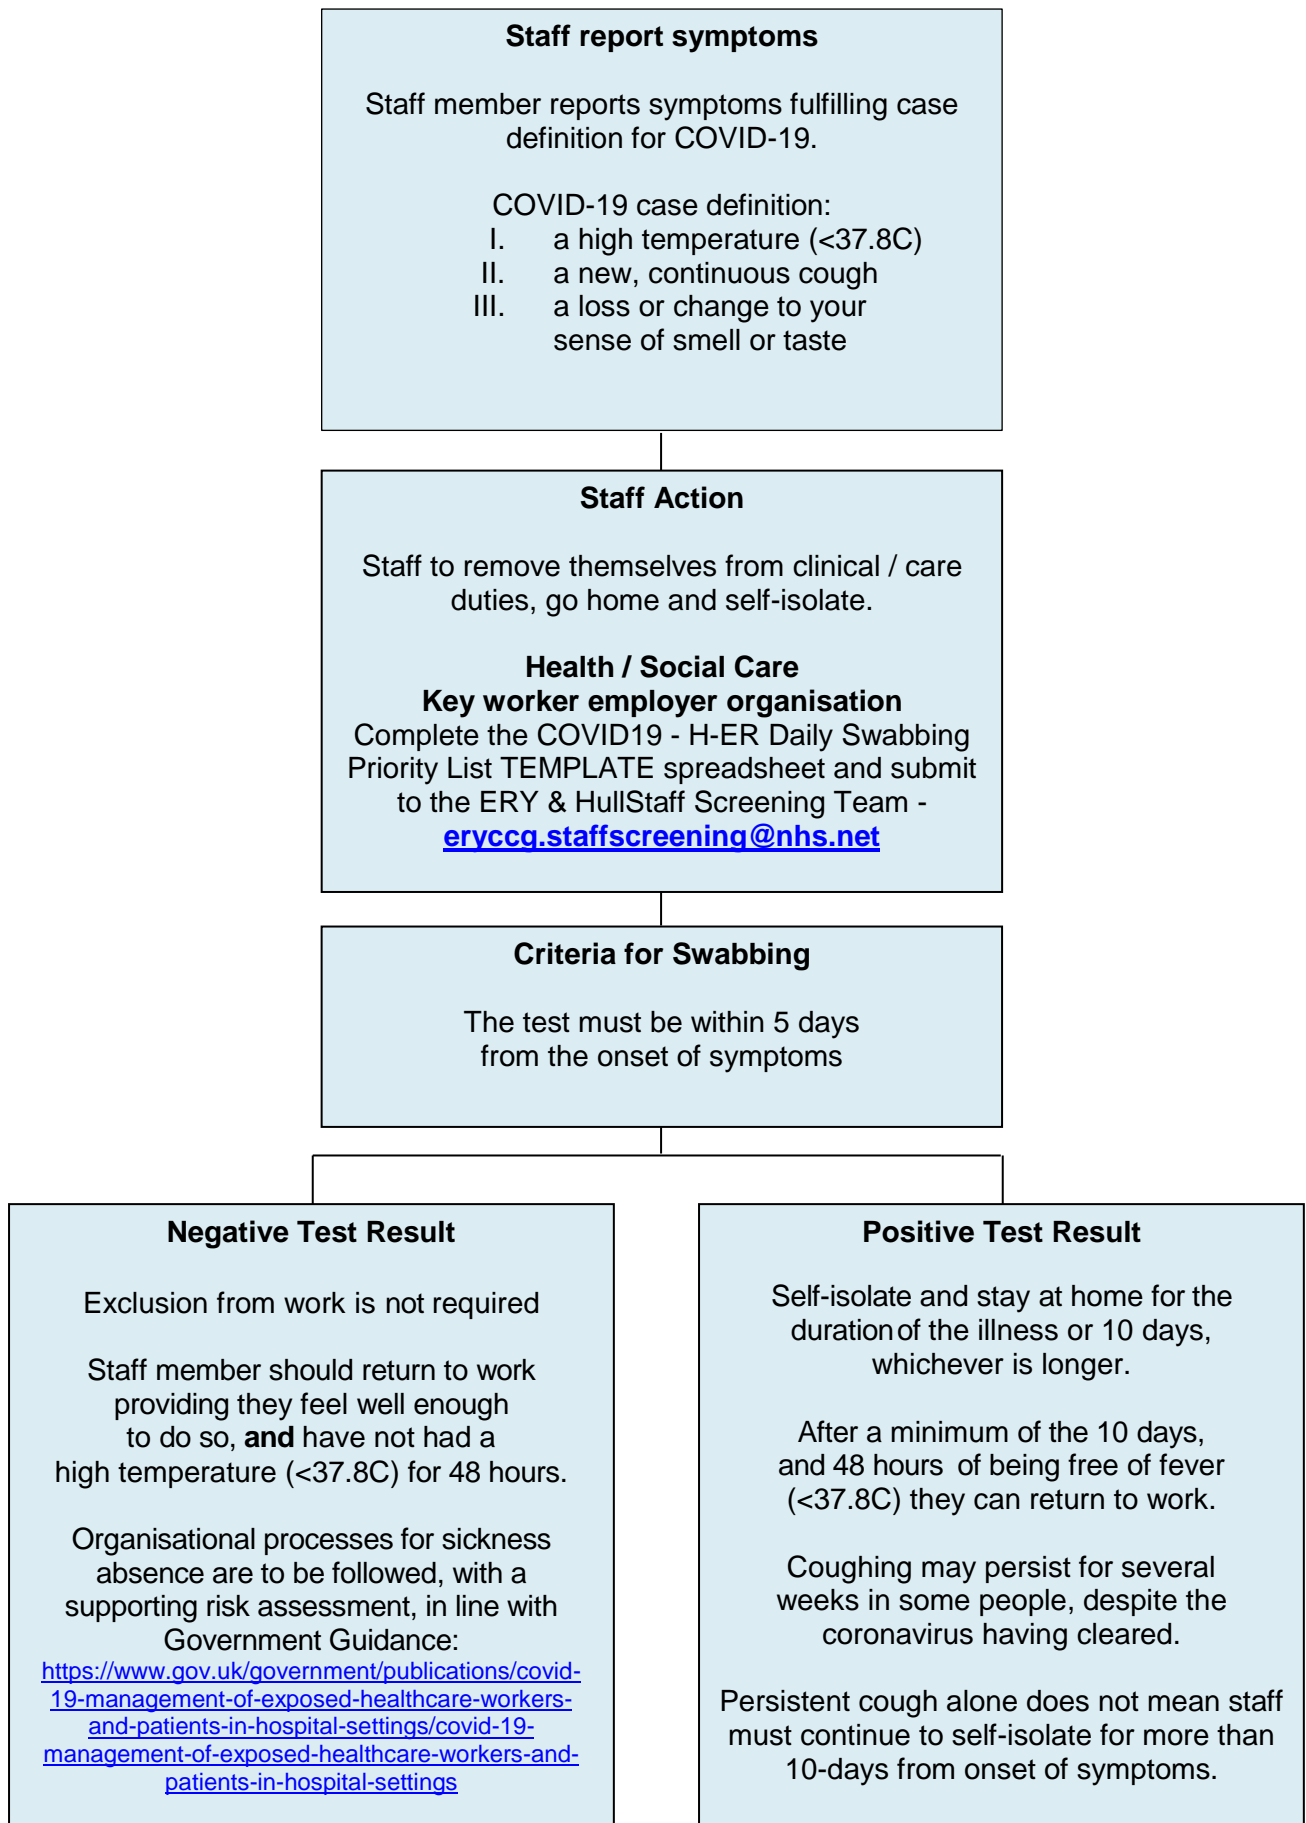 Staff report symptoms
Staff member reports symptoms fulfilling case
definition for COVID-19.
COVID-19 case definition:
I. a high temperature (<37.8C)
II. a new, continuous cough
III. a loss or change to your
sense of smell or taste
Staff Action
Staff to remove themselves from clinical / care
duties, go home and self-isolate.
Health / Social Care
Key worker employer organisation
Complete the COVID19 - H-ER Daily Swabbing
Priority List TEMPLATE spreadsheet and submit
to the ERY & HullStaff Screening Team -
eryccg.staffscreening@nhs.net
Criteria for Swabbing
The test must be within 5 days
from the onset of symptoms
Negative Test Result
Exclusion from work is not required
Staff member should return to work
providing they feel well enough
to do so, and have not had a
high temperature (<37.8C) for 48 hours.
Organisational processes for sickness
absence are to be followed, with a
supporting risk assessment, in line with
Government Guidance:
https://www.gov.uk/government/publications/covid-
19-management-of-exposed-healthcare-workers-
and-patients-in-hospital-settings/covid-19-
management-of-exposed-healthcare-workers-and-
patients-in-hospital-settings
Positive Test Result
Self-isolate and stay at home for the
duration of the illness or 10 days,
whichever is longer.
After a minimum of the 10 days,
and 48 hours of being free of fever
(<37.8C) they can return to work.
Coughing may persist for several
weeks in some people, despite the
coronavirus having cleared.
Persistent cough alone does not mean staff
must continue to self-isolate for more than
10-days from onset of symptoms.